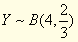 Y ~ B(4, 2/3)